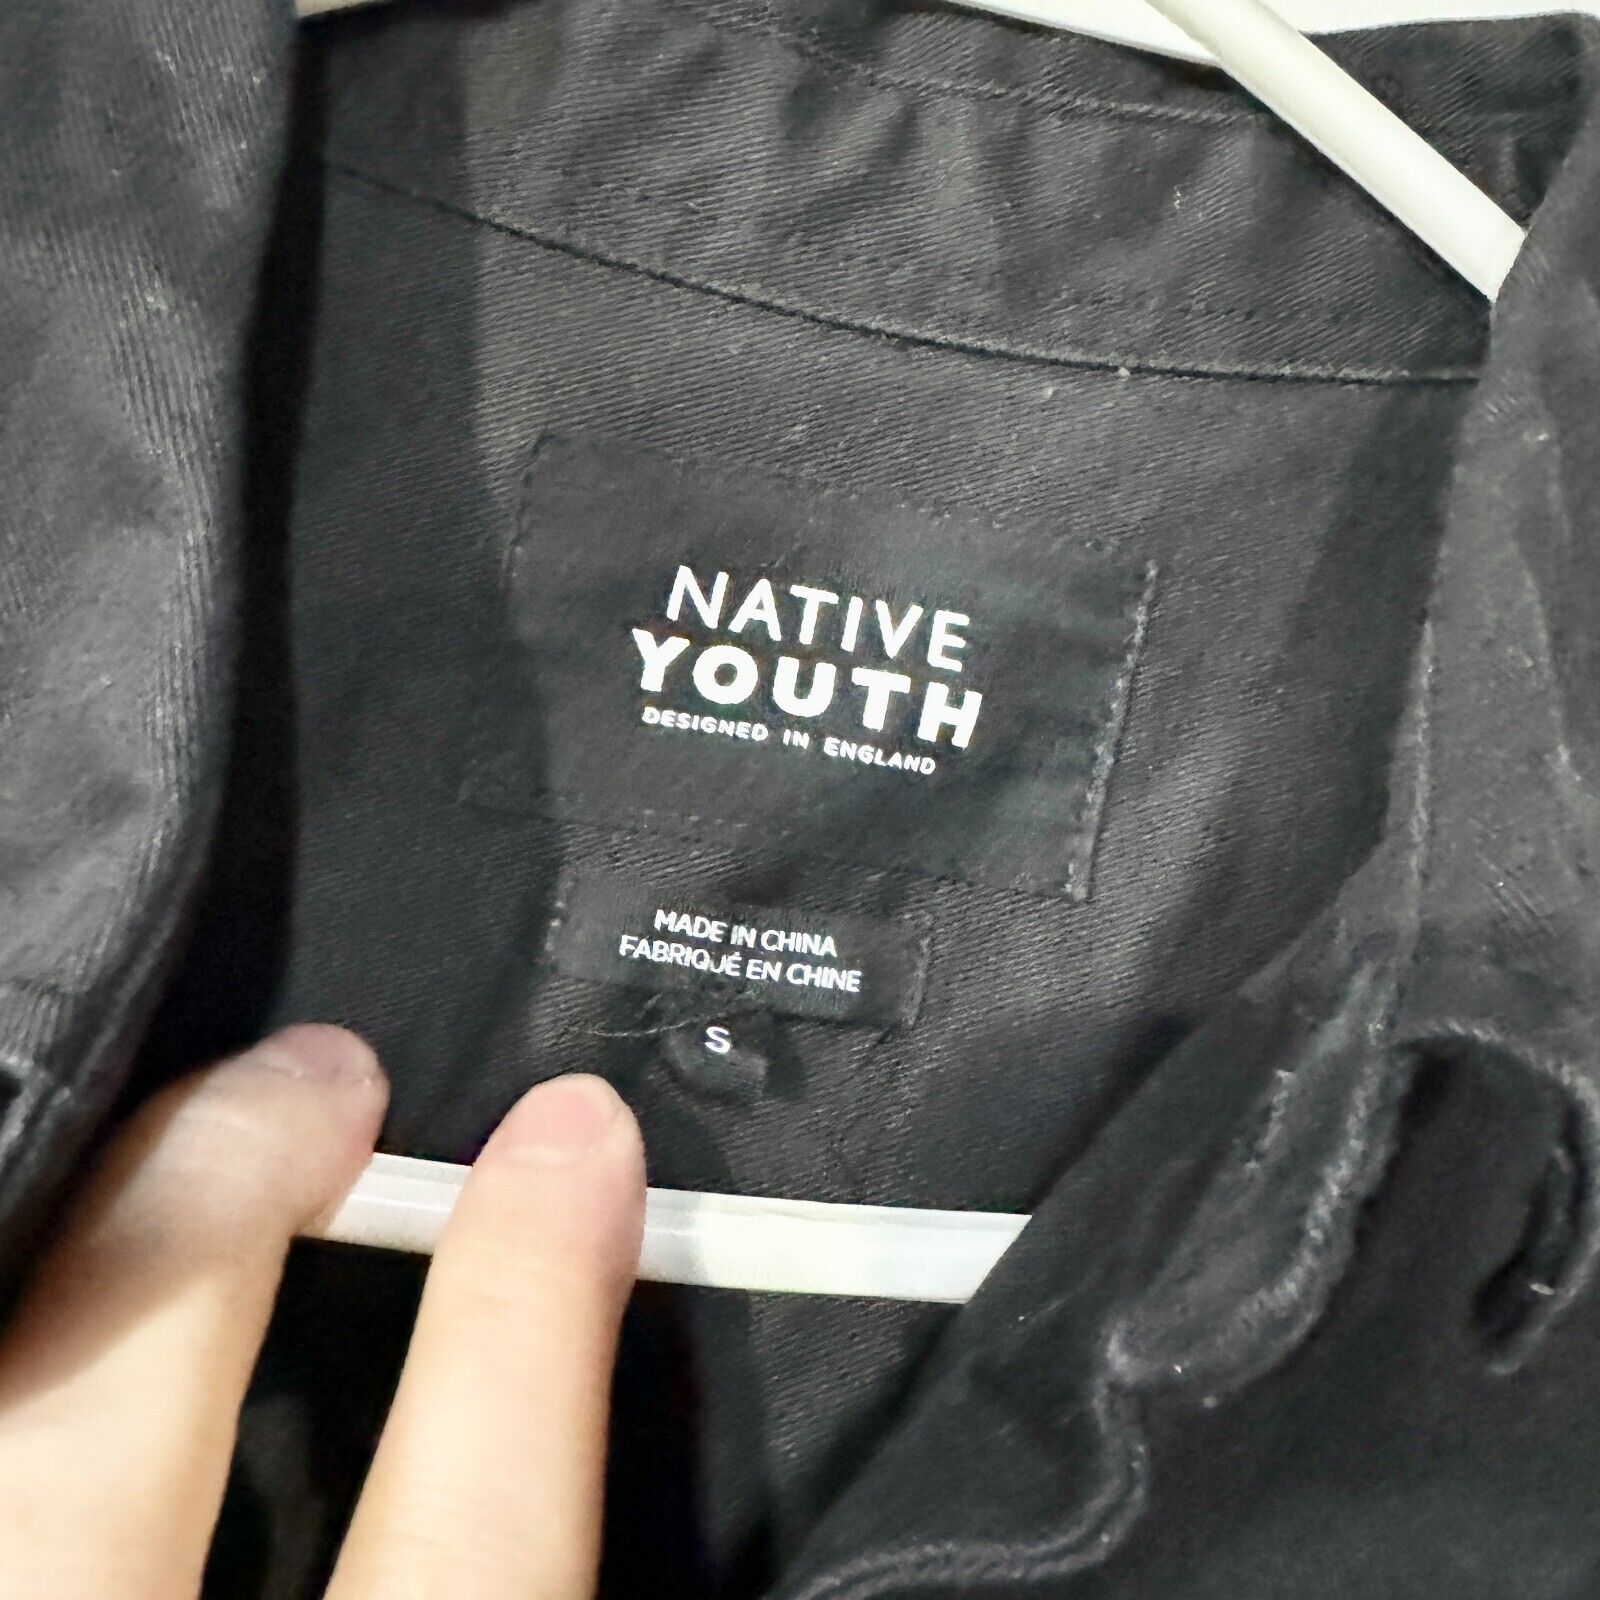 NATIVE
YOUTH
DESIGNED IN ENGLAND
MADE IN CHINA
FABRIQUÉ EN CHINE
S